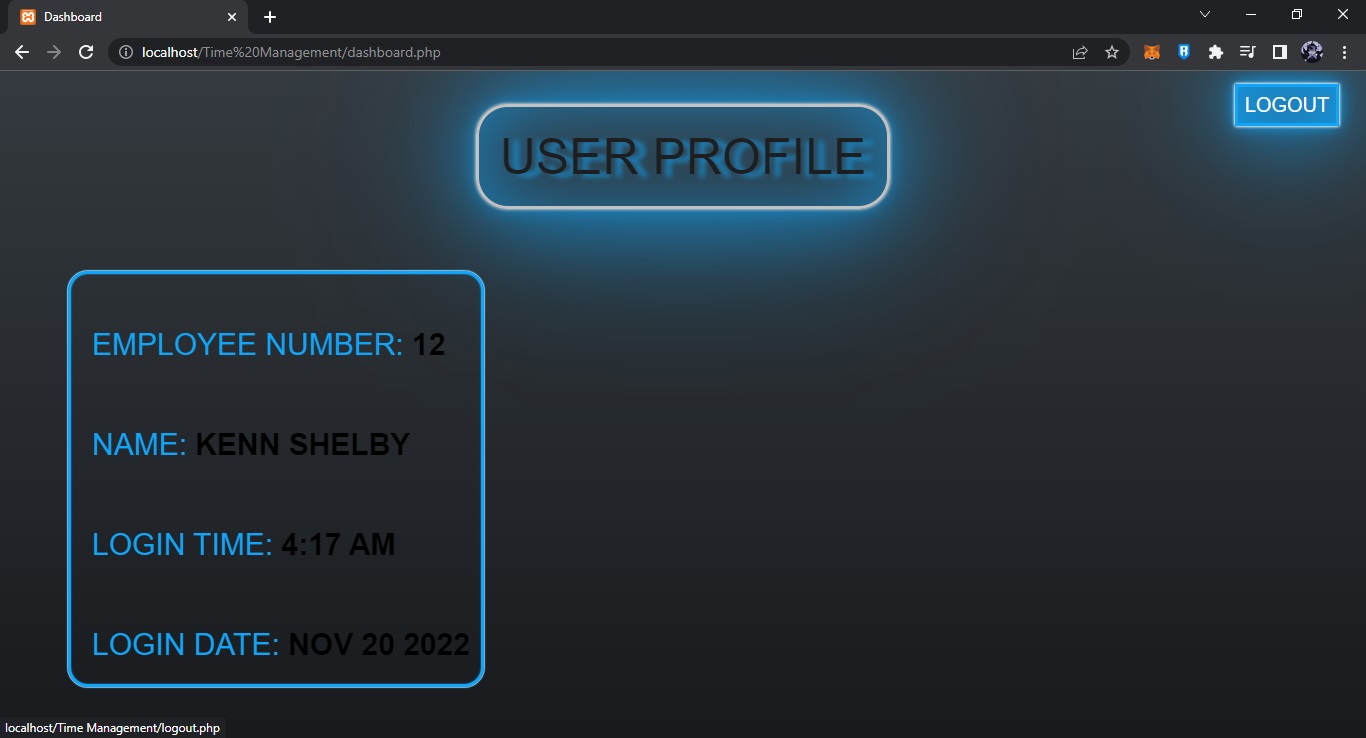 Dashboard
localhost/Time%20Management/dashboard.php
LOGOUT
USER PROFILE
EMPLOYEE NUMBER: 12
NAME: KENN SHELBY
LOGIN TIME: 4:17 AM
LOGIN DATE: NOV 20 2022
localhost/Time Management/logout.php